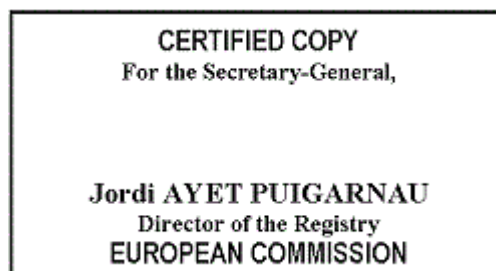 CERTIFIED COPY
For the Secretary-General,
Jordi AYET PUIGARNAU
Director of the Registry
EUROPEAN COMMISSION